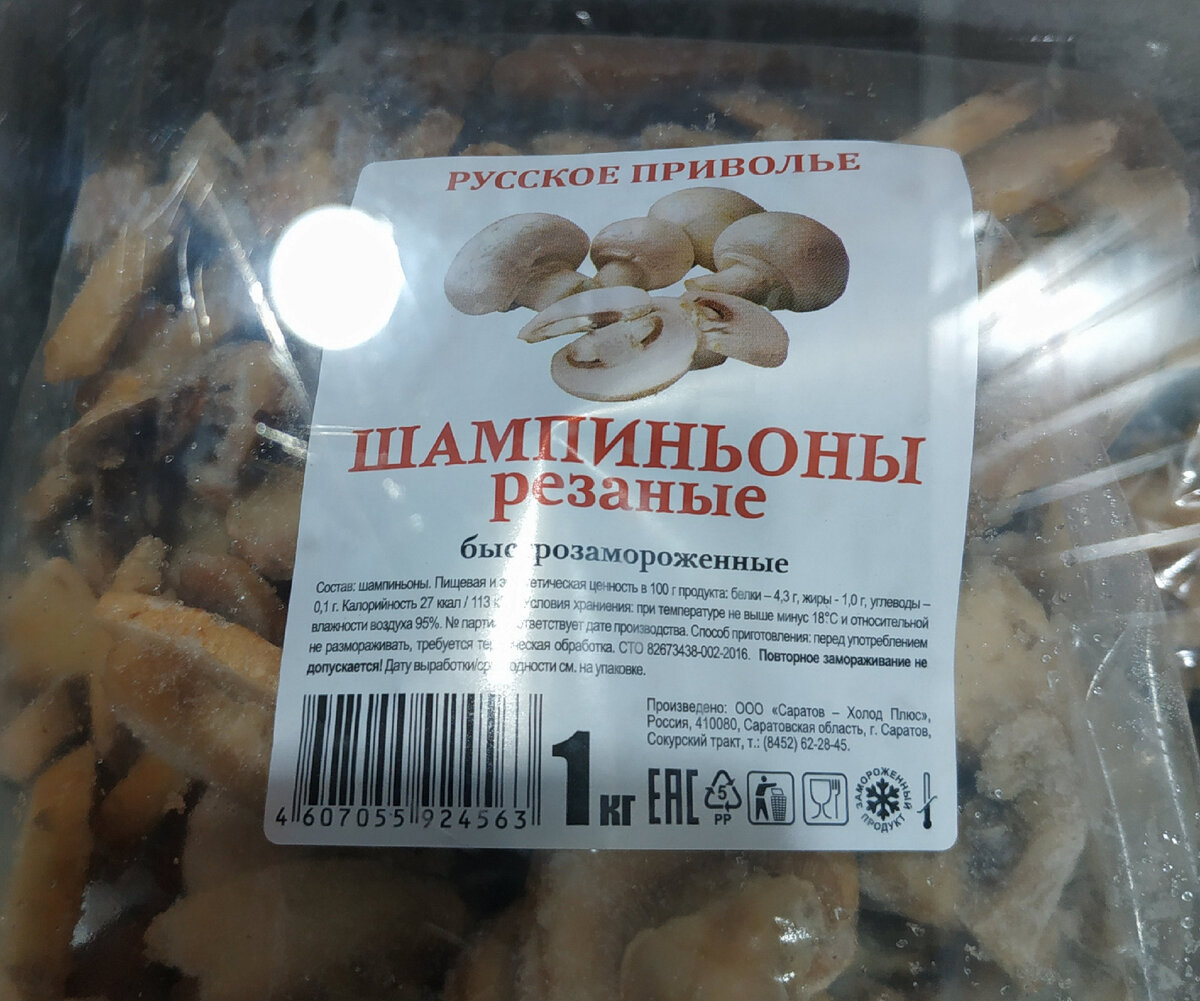 РУССКОЕ ПРИВОЛЬЕ
ШАМПИНЬОНЫ
резаные
быстрозамороженные
Состав: шампиньоны. Пищевая и энергетическая ценность в 100 г продукта: белки – 4,3 г, жиры - 1,0 г, углеводы –
0,1 г. Калорийность 27 ккал / 113 Условия хранения: при температуре не выше минус 18°С и относительной
влажности воздуха 95%. № партии соответствует дате производства. Способ приготовления: перед употреблением
не размораживать, требуется термическая обработка. СТО 82673438-002-2016. Повторное замораживание не
допускается! Дату выработки/срок годности см. на упаковке.
Произведено: ООО «Саратов – Холод Плюс»,
Россия, 410080, Саратовская область, г. Саратов,
Сокурский тракт, т.: (8452) 62-28-45.
4 607055 924563
1 кг
ЕАС
5
PP
ЗАМОРОЖЕННЫЙ
ПРОДУКТ